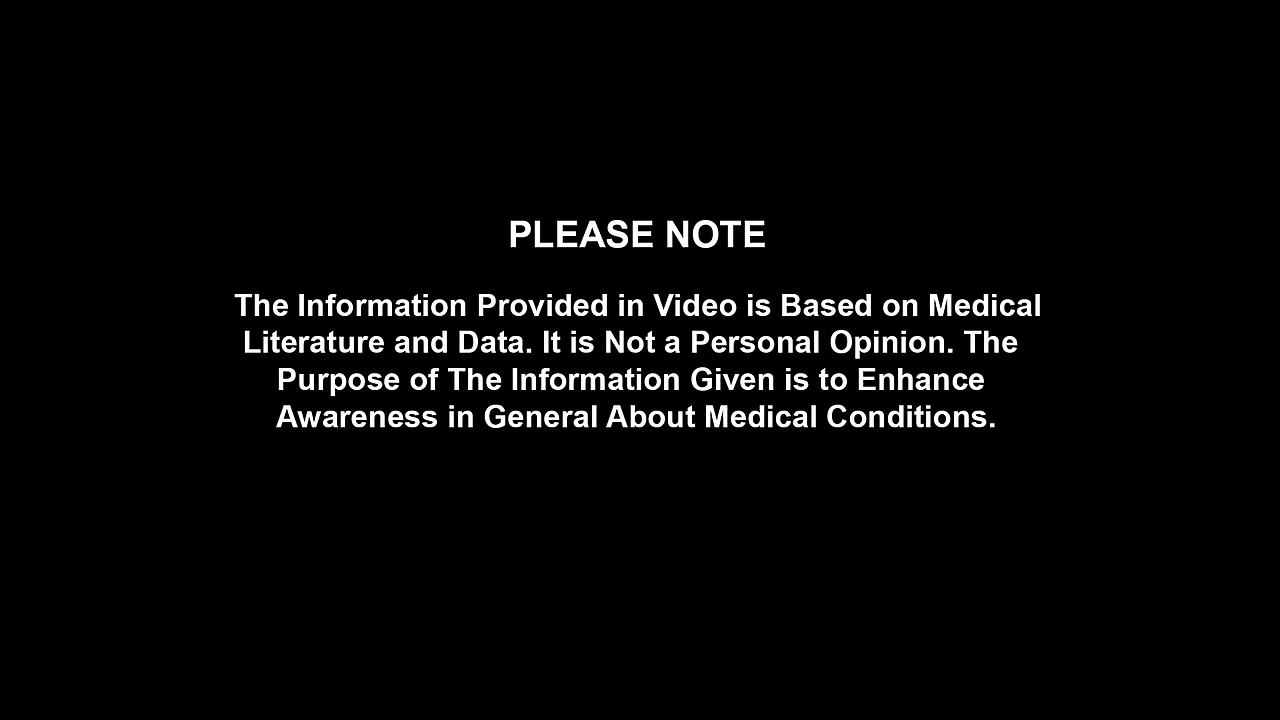 PLEASE NOTE
The Information Provided in Video is Based on Medical
Literature and Data. It is Not a Personal Opinion. The
Purpose of The Information Given is to Enhance
Awareness in General About Medical Conditions.